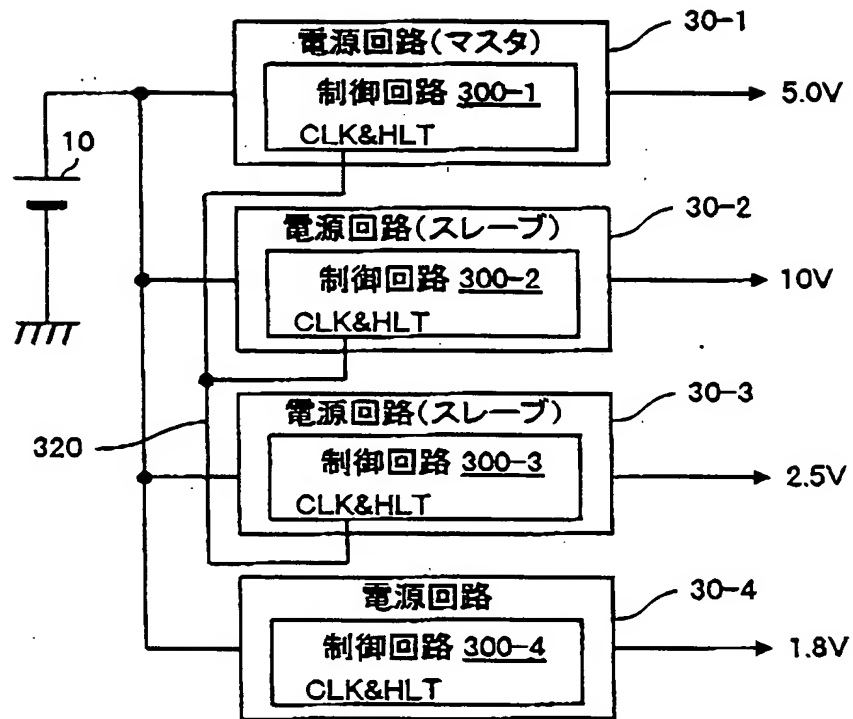 30-1
電源回路(マスタ)
制御回路 300-1
CLK&HLT
5.0V
10
30-2
電源回路(スレーブ)
制御回路 300-2
CLK&HLT
10V
30-3
電源回路(スレーブ)
320
制御回路 300-3
CLK&HLT
2.5V
30-4
電源回路
制御回路 300-4
CLK&HLT
1.8V